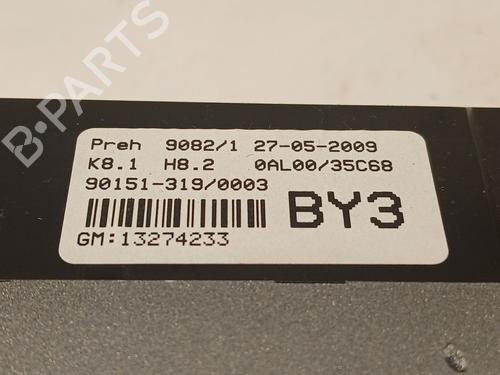 Preh 9082/1 27-05-2009
K8.1 H8.2 0AL00/35C68
90151-319/0003
BY3
GM:13274233
B-PARTS